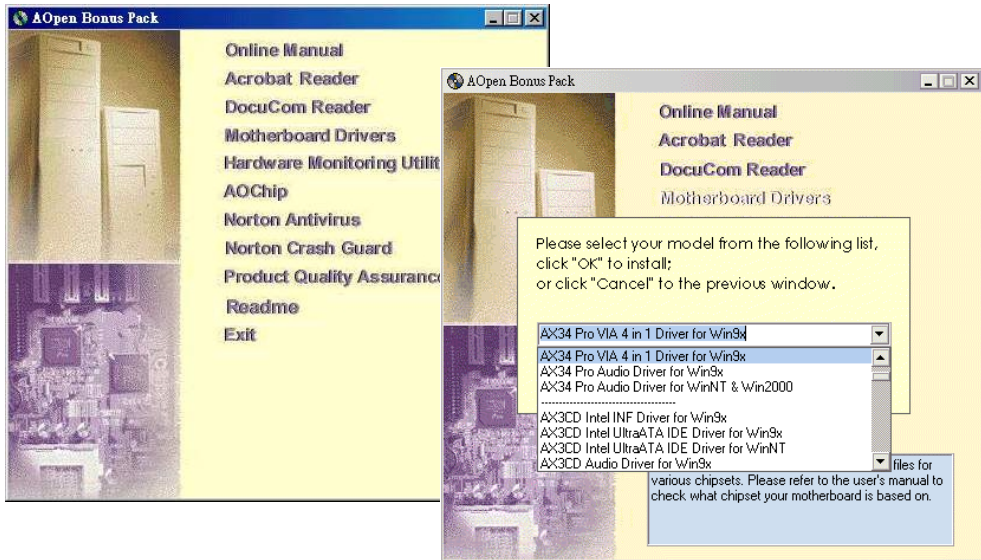 AOpen Bonus Pack
Online Manual
Acrobat Reader
DocuCom Reader
Motherboard Drivers
Hardware Monitoring Utilit
AOChip
Norton Antivirus
Norton Crash Guard
Product Quality Assurance
Readme
Exit
AOpen Bonus Pack
Online Manual
Acrobat Reader
DocuCom Reader
Motherboard Drivers
Please select your model from the following list,
click "OK" to install;
or click "Cancel" to the previous window.
AX34 Pro VIA 4 in 1 Driver for Win9x
AX34 Pro VIA 4 in 1 Driver for Win9x
AX34 Pro Audio Driver for Win9x
AX34 Pro Audio Driver for WinNT & Win2000
------------------------------------
AX3CD Intel INF Driver for Win9x
AX3CD Intel UltraATA IDE Driver for Win9x
AX3CD Intel UltraATA IDE Driver for WinNT
AX3CD Audio Driver for Win9x
files for
various chipsets. Please refer to the user's manual to
check what chipset your motherboard is based on.